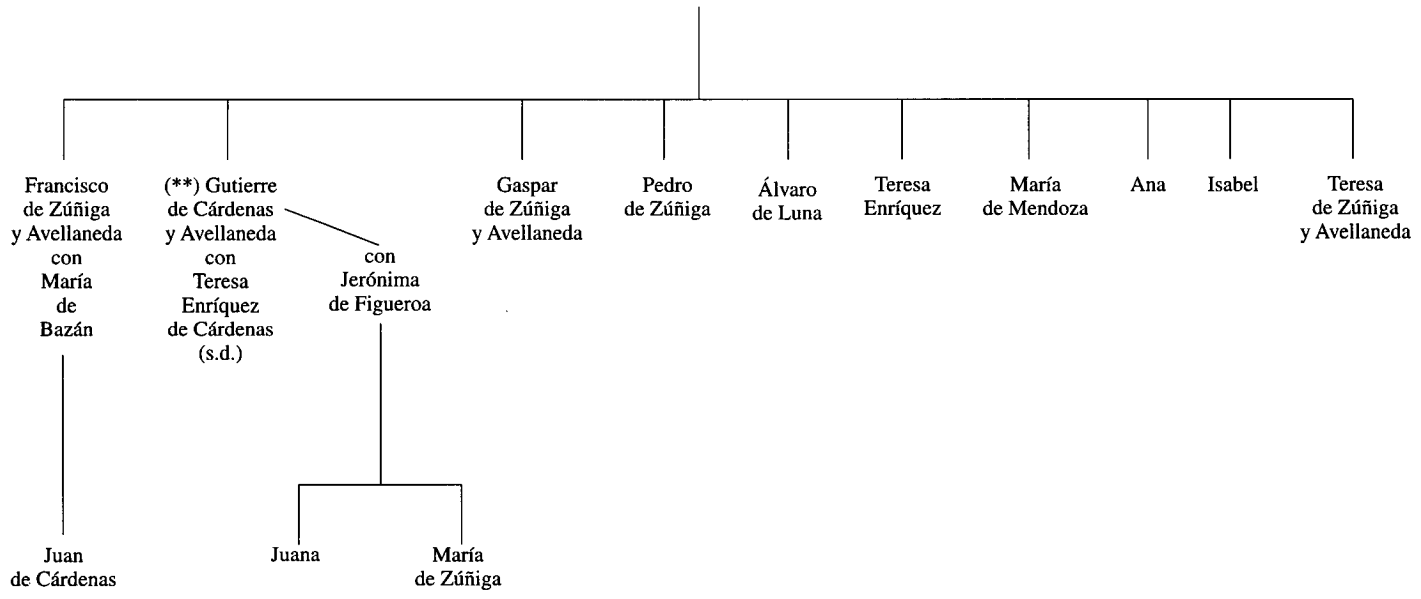 Francisco
de Zúñiga
y Avellaneda
con
María
de
Bazán
(**) Gutierre
de Cárdenas
y Avellaneda
con
Teresa
Enríquez
de Cárdenas
(s.d.)
con
Jerónima
de Figueroa
Gaspar
de Zúñiga
y Avellaneda
Pedro
de Zúñiga
Álvaro
de Luna
Teresa
Enríquez
María
de Mendoza
Ana
Isabel
Teresa
de Zúñiga
y Avellaneda
Juan
de Cárdenas
Juana
María
de Zúñiga